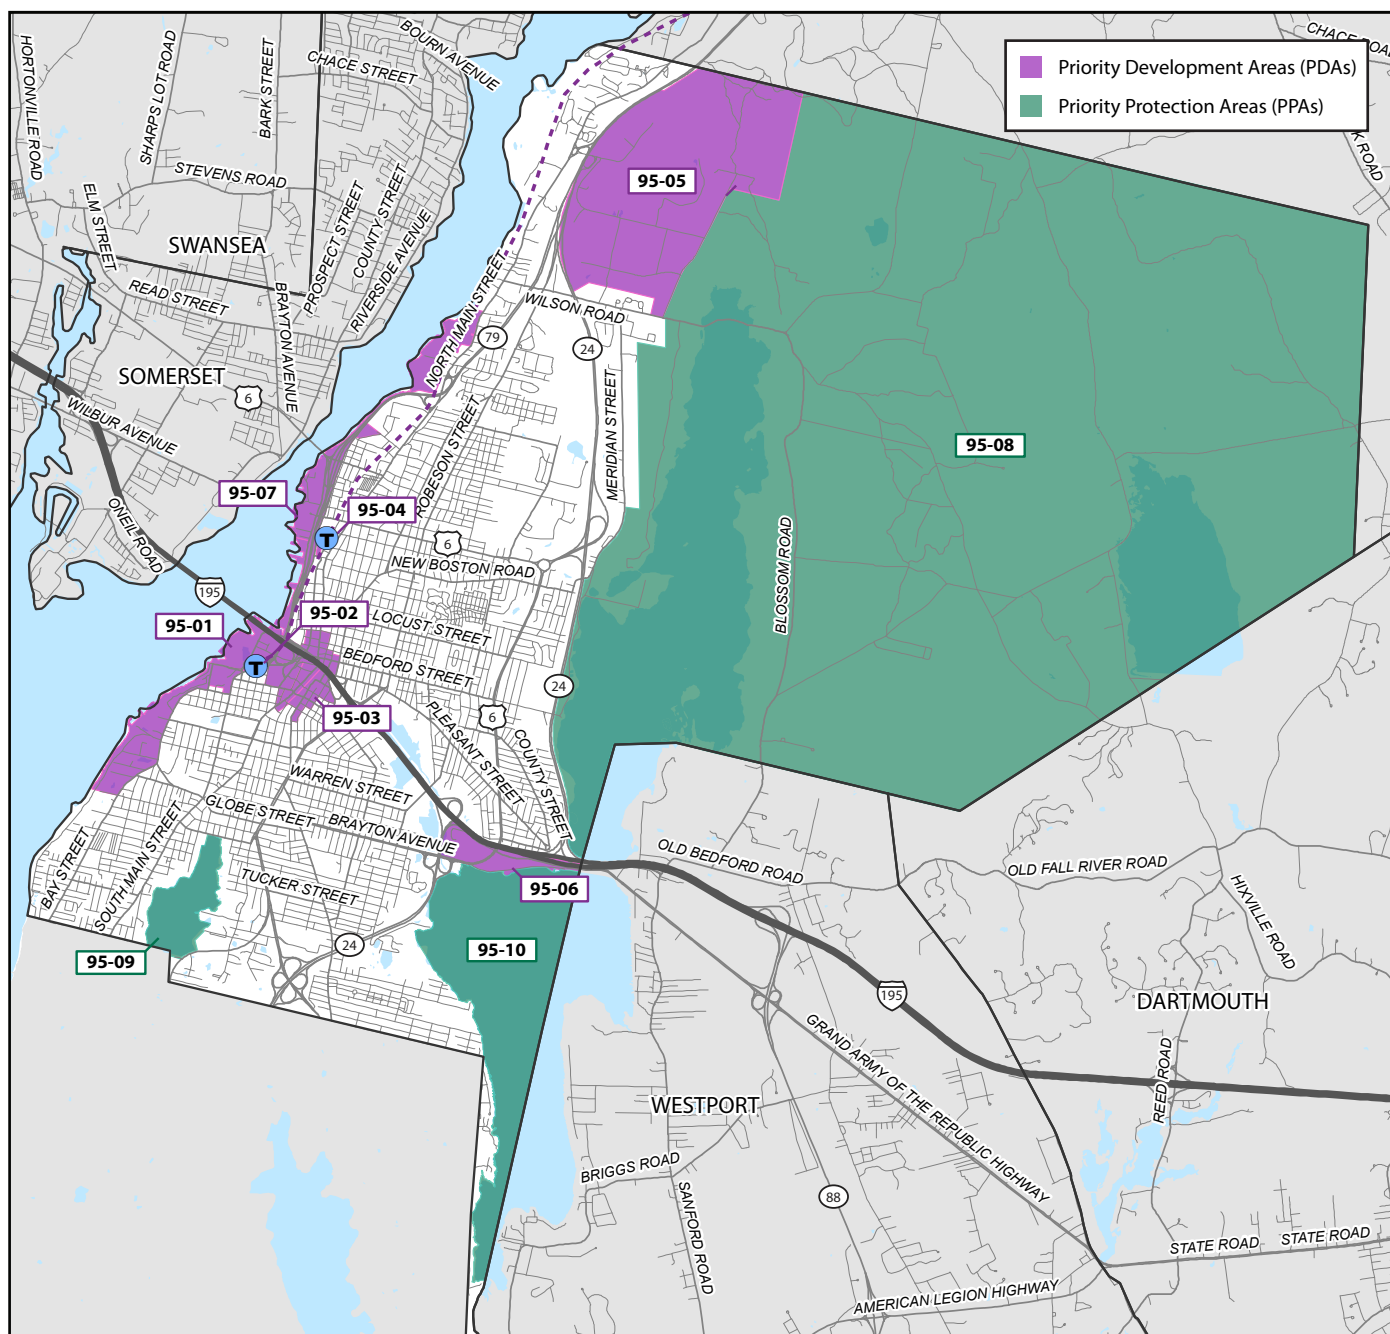 Priority Development Areas (PDAs)
Priority Protection Areas (PPAs)
HORTONVILLE ROAD
SHARPS LOT ROAD
BARK STREET
CHACE STREET
BOURN AVENUE
CHACE ROAD
K ROAD
STEVENS ROAD
ELM STREET
SWANSEA
PROSPECT STREET
COUNTY STREET
RIVERSIDE AVENUE
READ STREET
BRAYTON AVENUE
95-05
NORTH MAIN STREET
WILSON ROAD
79
24
SOMERSET
6
WILBUR AVENUE
MERIDIAN STREET
ROBESON STREET
95-08
95-07
95-04
T
ONEIL ROAD
6
NEW BOSTON ROAD
BLOSSOM ROAD
195
95-02
95-01
LOCUST STREET
T
BEDFORD STREET
24
95-03
6
PLEASANT STREET
COUNTY STREET
WARREN STREET
GLOBE STREET
BRAYTON AVENUE
BAY STREET
SOUTH MAIN STREET
TUCKER STREET
95-06
OLD BEDFORD ROAD
OLD FALL RIVER ROAD
HIXVILLE ROAD
24
95-10
95-09
195
DARTMOUTH
GRAND ARMY OF THE REPUBLIC HIGHWAY
REED ROAD
WESTPORT
BRIGGS ROAD
SANFORD ROAD
88
STATE ROAD
STATE ROAD
AMERICAN LEGION HIGHWAY